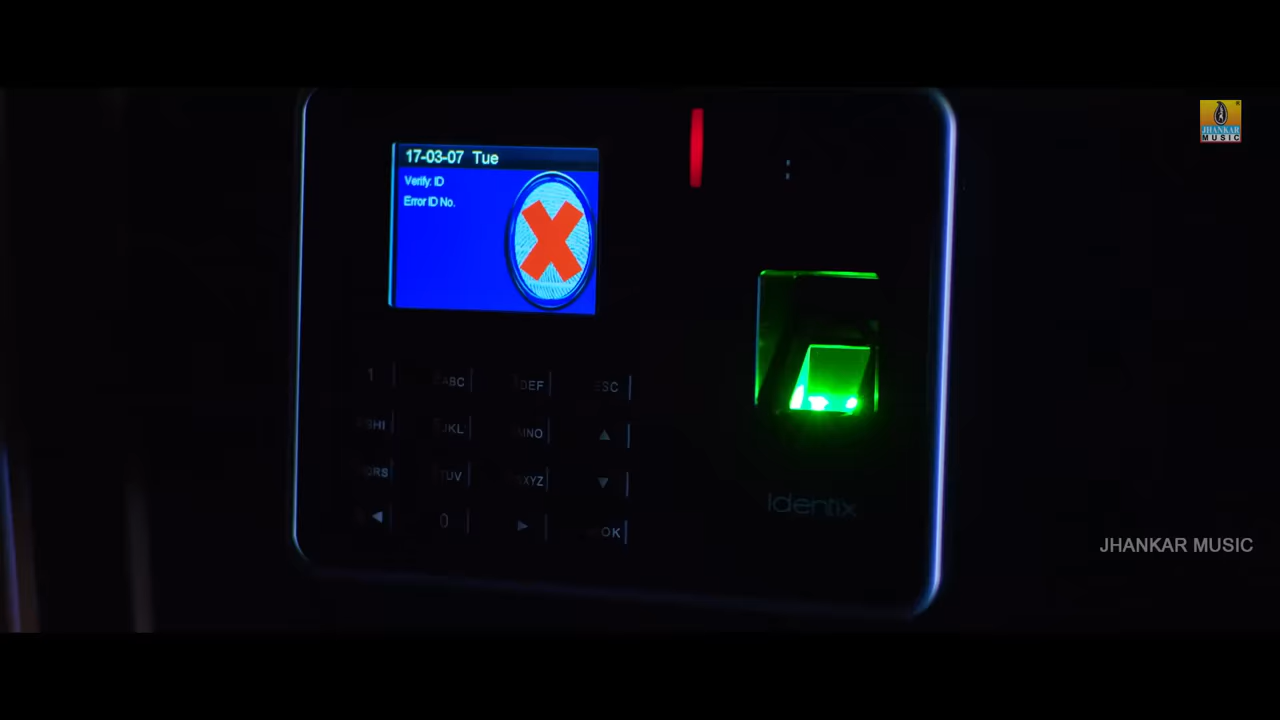 17-03-07 Tue
Verify: ID
Error ID No.
JHANKAR
MUSIC
1 ABC DEF ESC
GHI JKL MNO ▲
PQRS TUV WXYZ ▼
◀ 0 ▶ OK
Identix
JHANKAR MUSIC